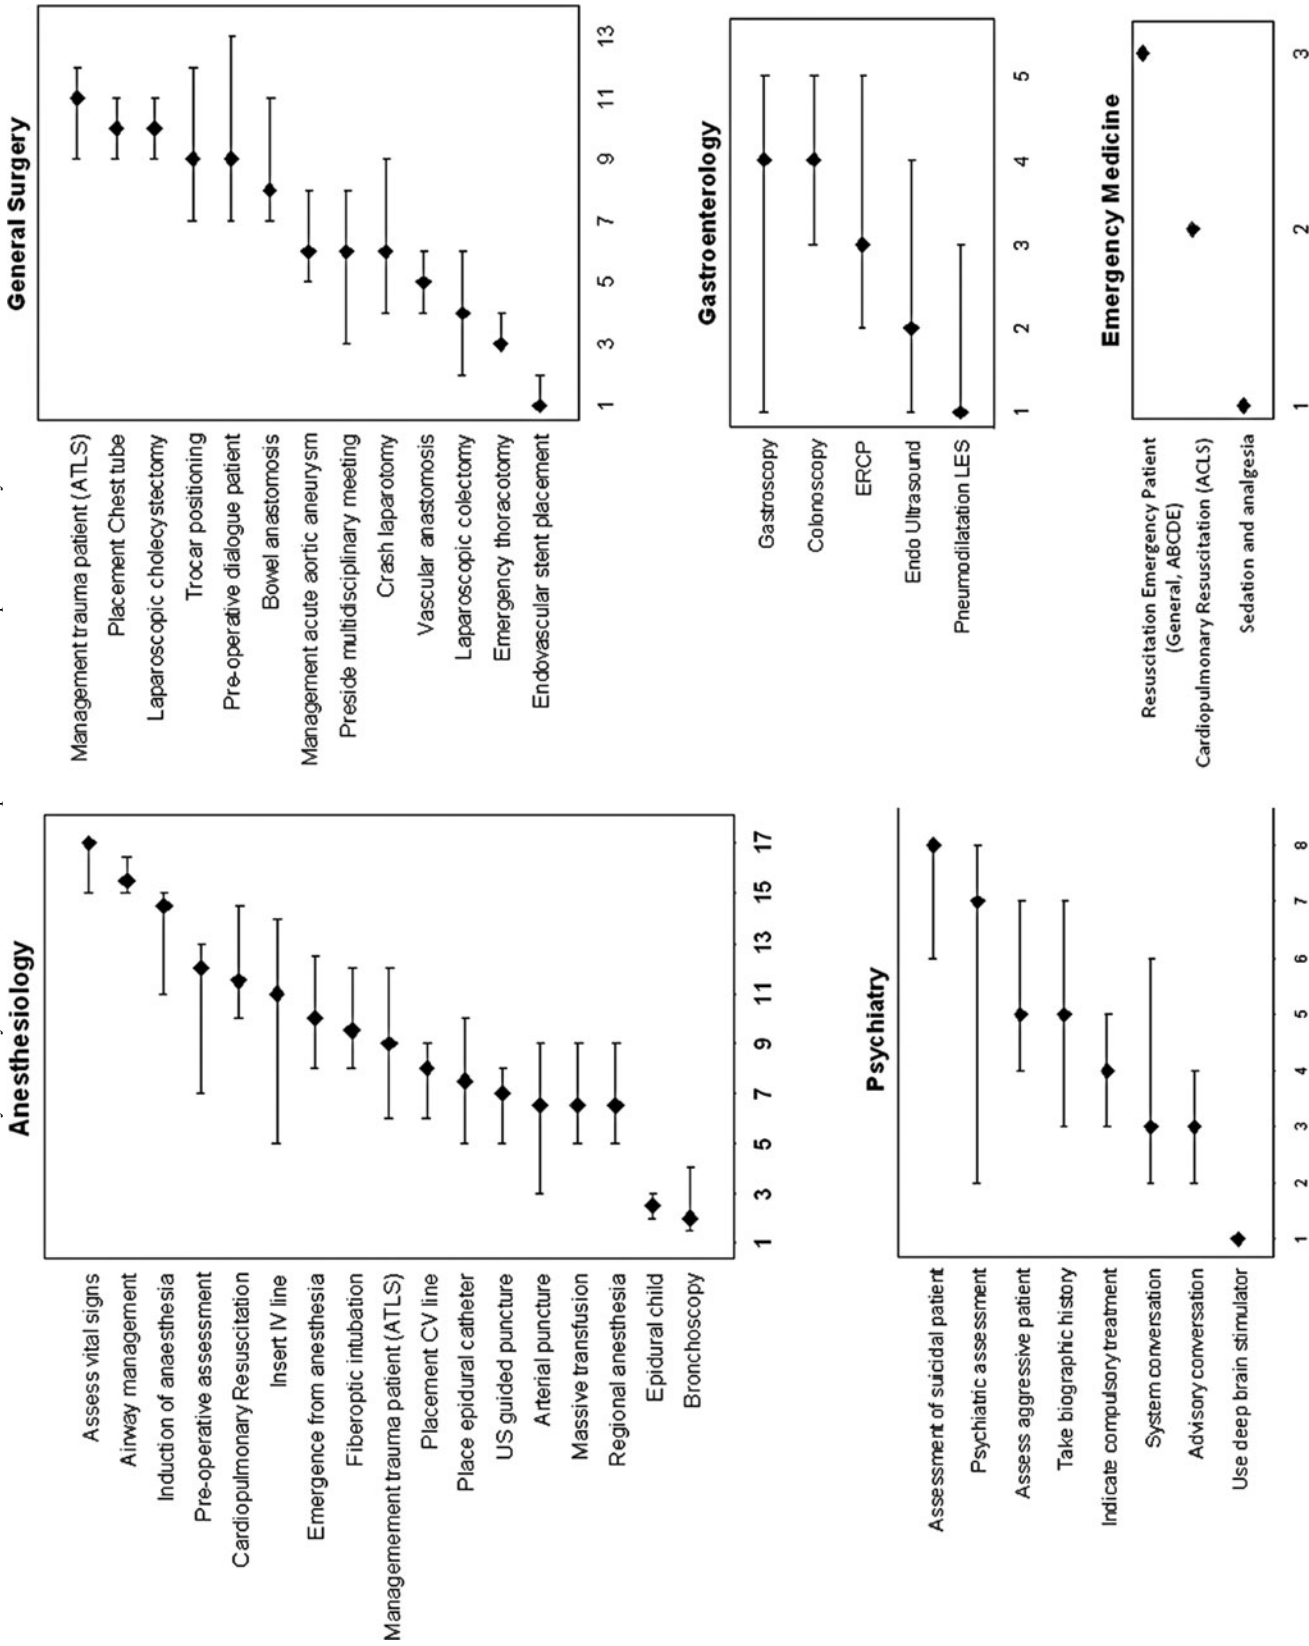 Anesthesiology
Assess vital signs
Airway management
Induction of anaesthesia
Pre-operative assessment
Cardiopulmonary Resuscitation
Insert IV line
Emergence from anesthesia
Fiberoptic intubation
Managemement trauma patient (ATLS)
Placement CV line
Place epidural catheter
US guided puncture
Arterial puncture
Massive transfusion
Regional anesthesia
Epidural child
Bronchoscopy
1 3 5 7 9 11 13 15 17
General Surgery
Management trauma patient (ATLS)
Placement Chest tube
Laparoscopic cholecystectomy
Trocar positioning
Pre-operative dialogue patient
Bowel anastomosis
Management acute aortic aneurysm
Preside multidisciplinary meeting
Crash laparotomy
Vascular anastomosis
Laparoscopic colectomy
Emergency thoracotomy
Endovascular stent placement
1 3 5 7 9 11 13
Psychiatry
Assessment of suicidal patient
Psychiatric assessment
Assess aggressive patient
Take biographic history
Indicate compulsory treatment
System conversation
Advisory conversation
Use deep brain stimulator
1 2 3 4 5 6 7 8
Gastroenterology
Gastroscopy
Colonoscopy
ERCP
Endo Ultrasound
Pneumodilatation LES
1 2 3 4 5
Emergency Medicine
Resuscitation Emergency Patient
(General, ABCDE)
Cardiopulmonary Resuscitation (ACLS)
Sedation and analgesia
1 2 3